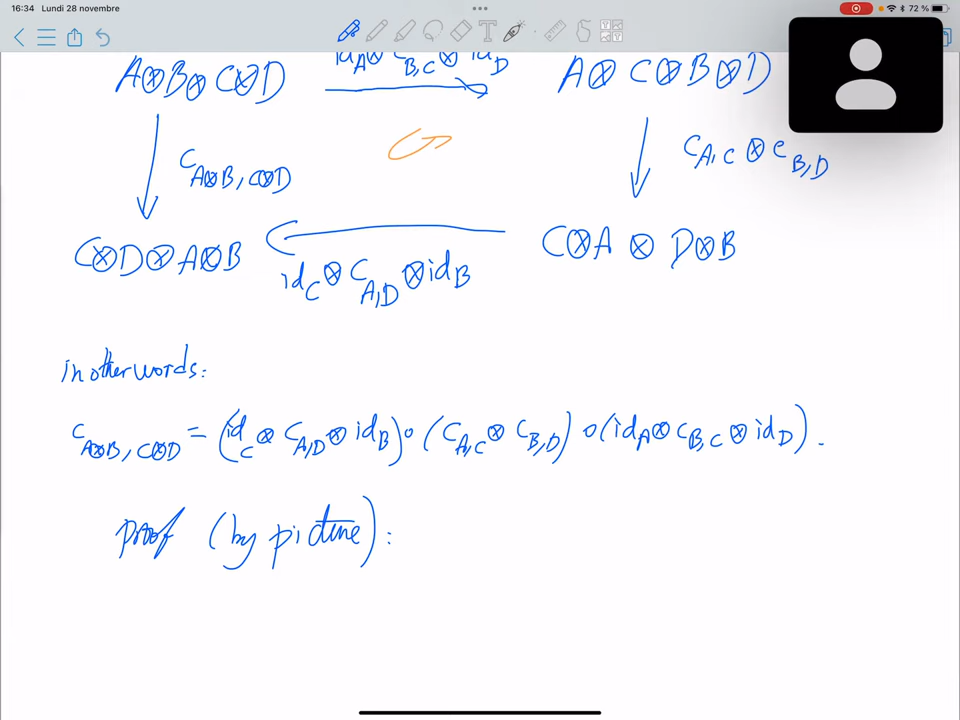 16:34 Lundi 28 novembre
72 %
A⊗B⊗C⊗D id_A⊗c_{B,C}⊗id_D A⊗C⊗B⊗D
c_{A⊗B,C⊗D} c_{A,C}⊗c_{B,D}
C⊗D⊗A⊗B id_C⊗c_{A,D}⊗id_B C⊗A⊗D⊗B
in other words:
c_{A⊗B,C⊗D} = (id_C⊗c_{A,D}⊗id_B)∘(c_{A,C}⊗c_{B,D})∘(id_A⊗c_{B,C}⊗id_D).
proof (by picture):